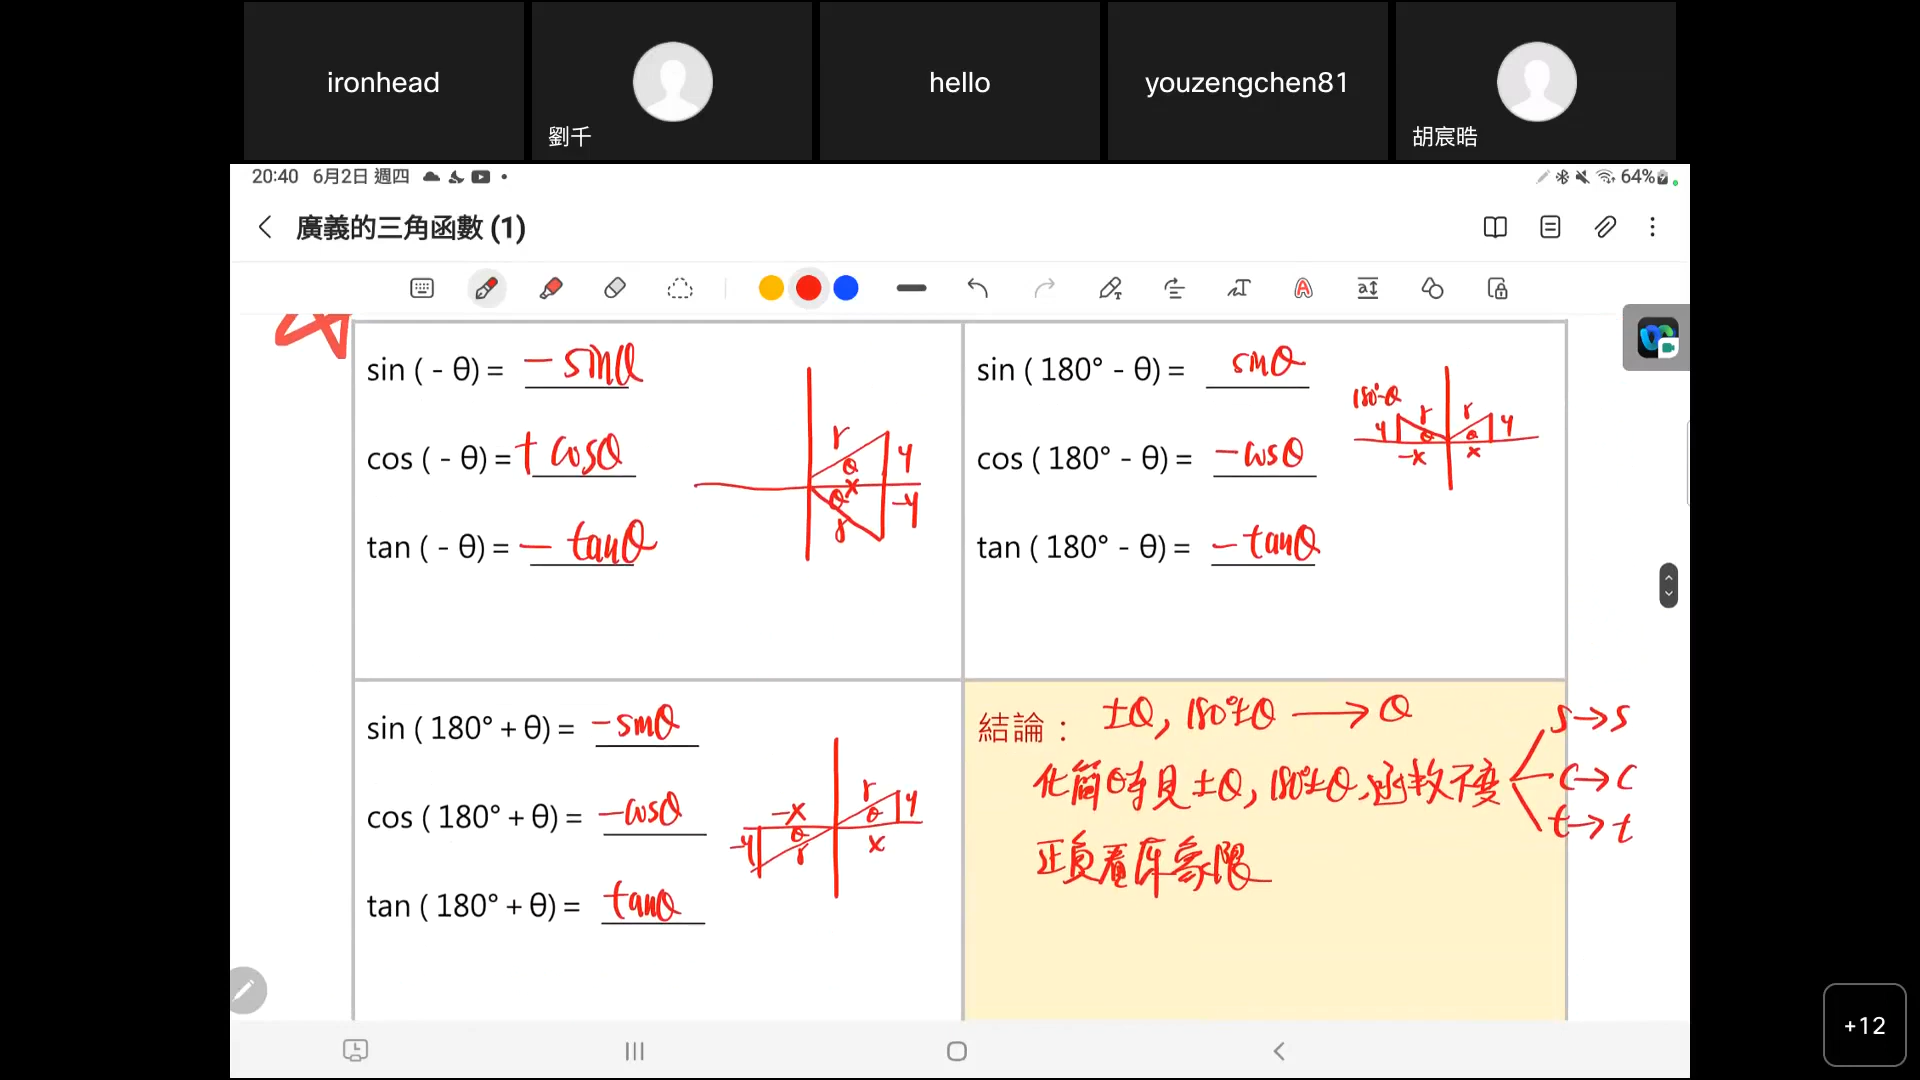 ironhead
劉千
hello
youzengchen81
胡宸晧
20:40 6月2日 週四
64%
廣義的三角函數 (1)
sin ( - θ) = - sinθ
cos ( - θ) = + cosθ
tan ( - θ) = - tanθ
r
θ
y
x
θ
-y
r
sin ( 180° - θ) = sinθ
cos ( 180° - θ) = -cosθ
tan ( 180° - θ) = -tanθ
180°-θ
r
r
y
θ
θ
y
-x
x
sin ( 180° + θ) = -sinθ
cos ( 180° + θ) = -cosθ
tan ( 180° + θ) = tanθ
r
-x
θ
y
-y
θ
r
x
結論： ±θ, 180°±θ → θ
化簡時見±θ, 180°±θ,函數不變
s→s
c→c
t→t
正負看原象限
+12